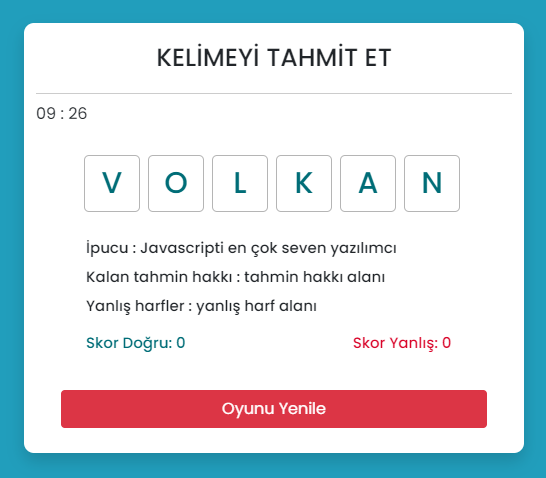 KELİMEYİ TAHMİT ET
09 : 26
V O L K A N
İpucu : Javascripti en çok seven yazılımcı
Kalan tahmin hakkı : tahmin hakkı alanı
Yanlış harfler : yanlış harf alanı
Skor Doğru: 0 Skor Yanlış: 0
Oyunu Yenile